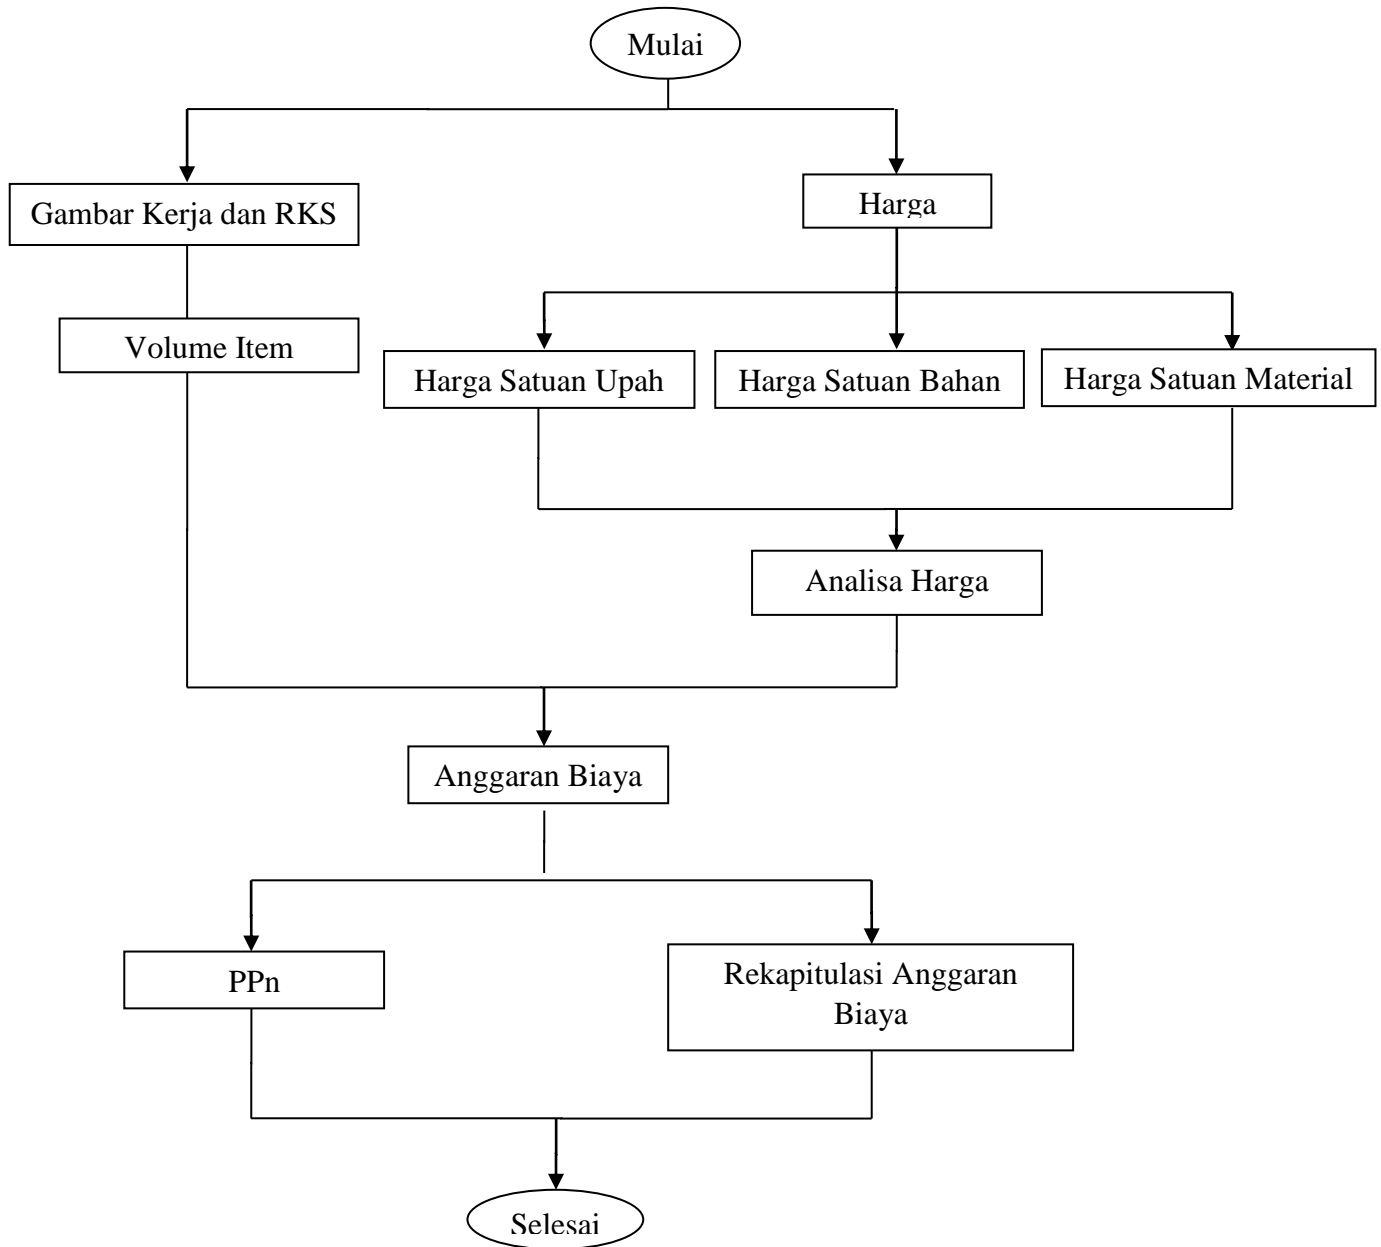 Mulai
Gambar Kerja dan RKS
Harga
Volume Item
Harga Satuan Upah
Harga Satuan Bahan
Harga Satuan Material
Analisa Harga
Anggaran Biaya
PPn
Rekapitulasi Anggaran
Biaya
Selesai